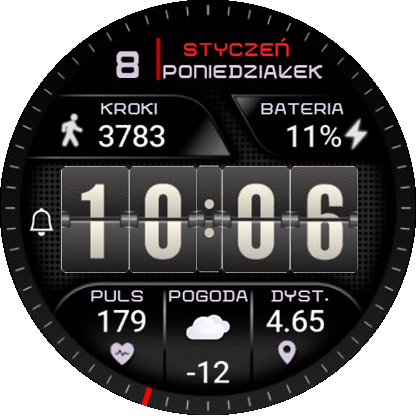 8
STYCZEŃ
PONIEDZIAŁEK
KROKI
3783
BATERIA
11%
10:06
PULS
179
POGODA
-12
DYST.
4.65